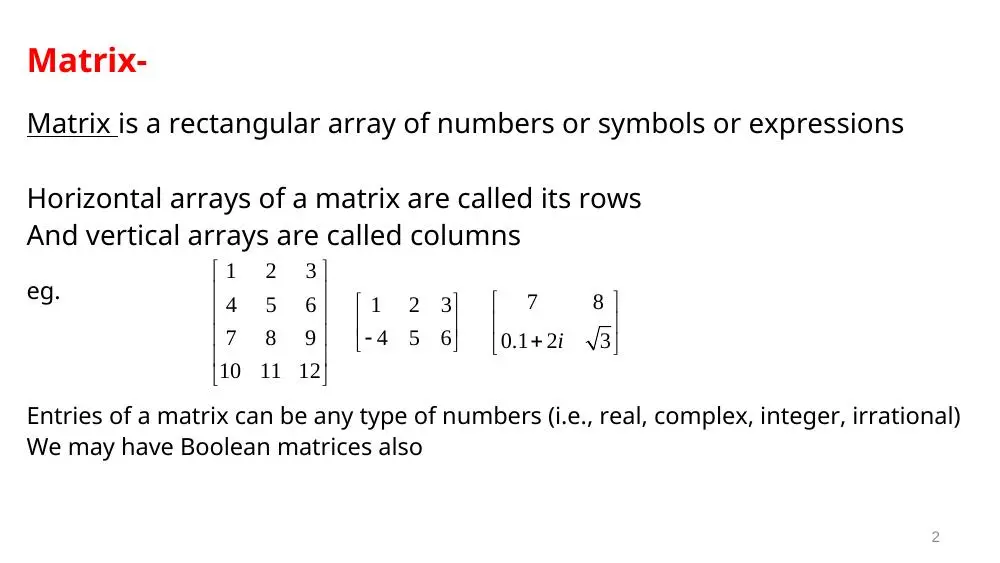 Matrix-
Matrix is a rectangular array of numbers or symbols or expressions
Horizontal arrays of a matrix are called its rows
And vertical arrays are called columns
eg.
1 2 3
4 5 6
7 8 9
10 11 12
1 2 3
-4 5 6
7 8
0.1+2i √3
Entries of a matrix can be any type of numbers (i.e., real, complex, integer, irrational)
We may have Boolean matrices also
2